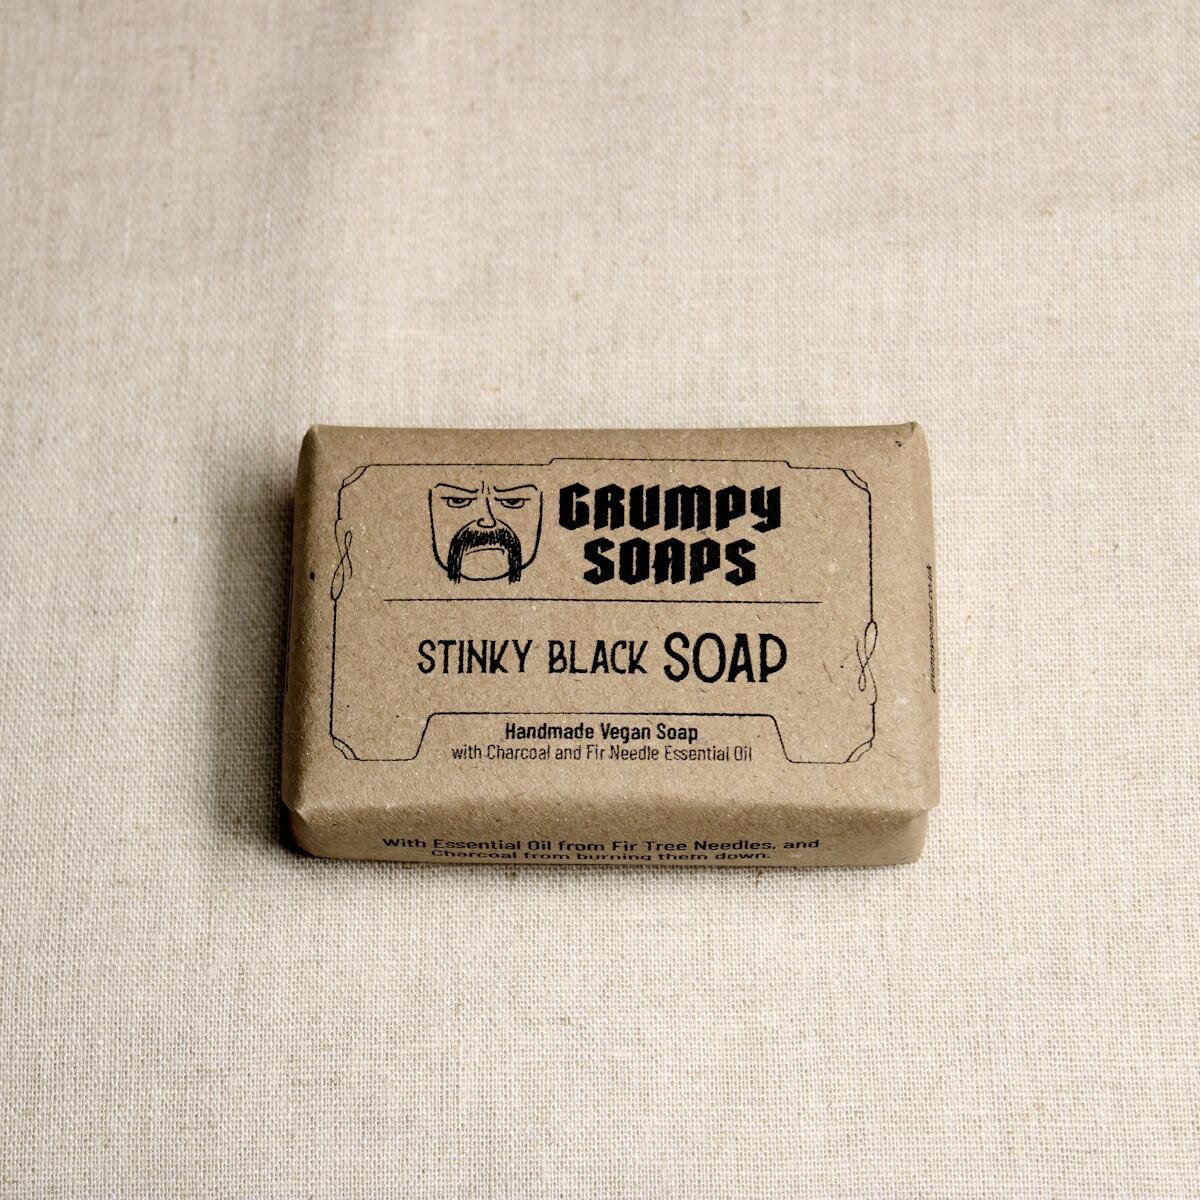 GRUMPY
SOAPS
STINKY BLACK SOAP
Handmade Vegan Soap
with Charcoal and Fir Needle Essential Oil
With Essential Oil from Fir Tree Needles, and
Charcoal from burning them down.